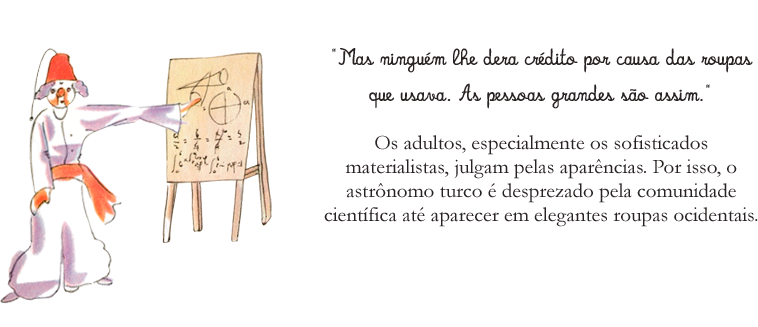 "Mas ninguém lhe dera crédito por causa das roupas
que usava. As pessoas grandes são assim."
Os adultos, especialmente os sofisticados
materialistas, julgam pelas aparências. Por isso, o
astrônomo turco é desprezado pela comunidade
científica até aparecer em elegantes roupas ocidentais.